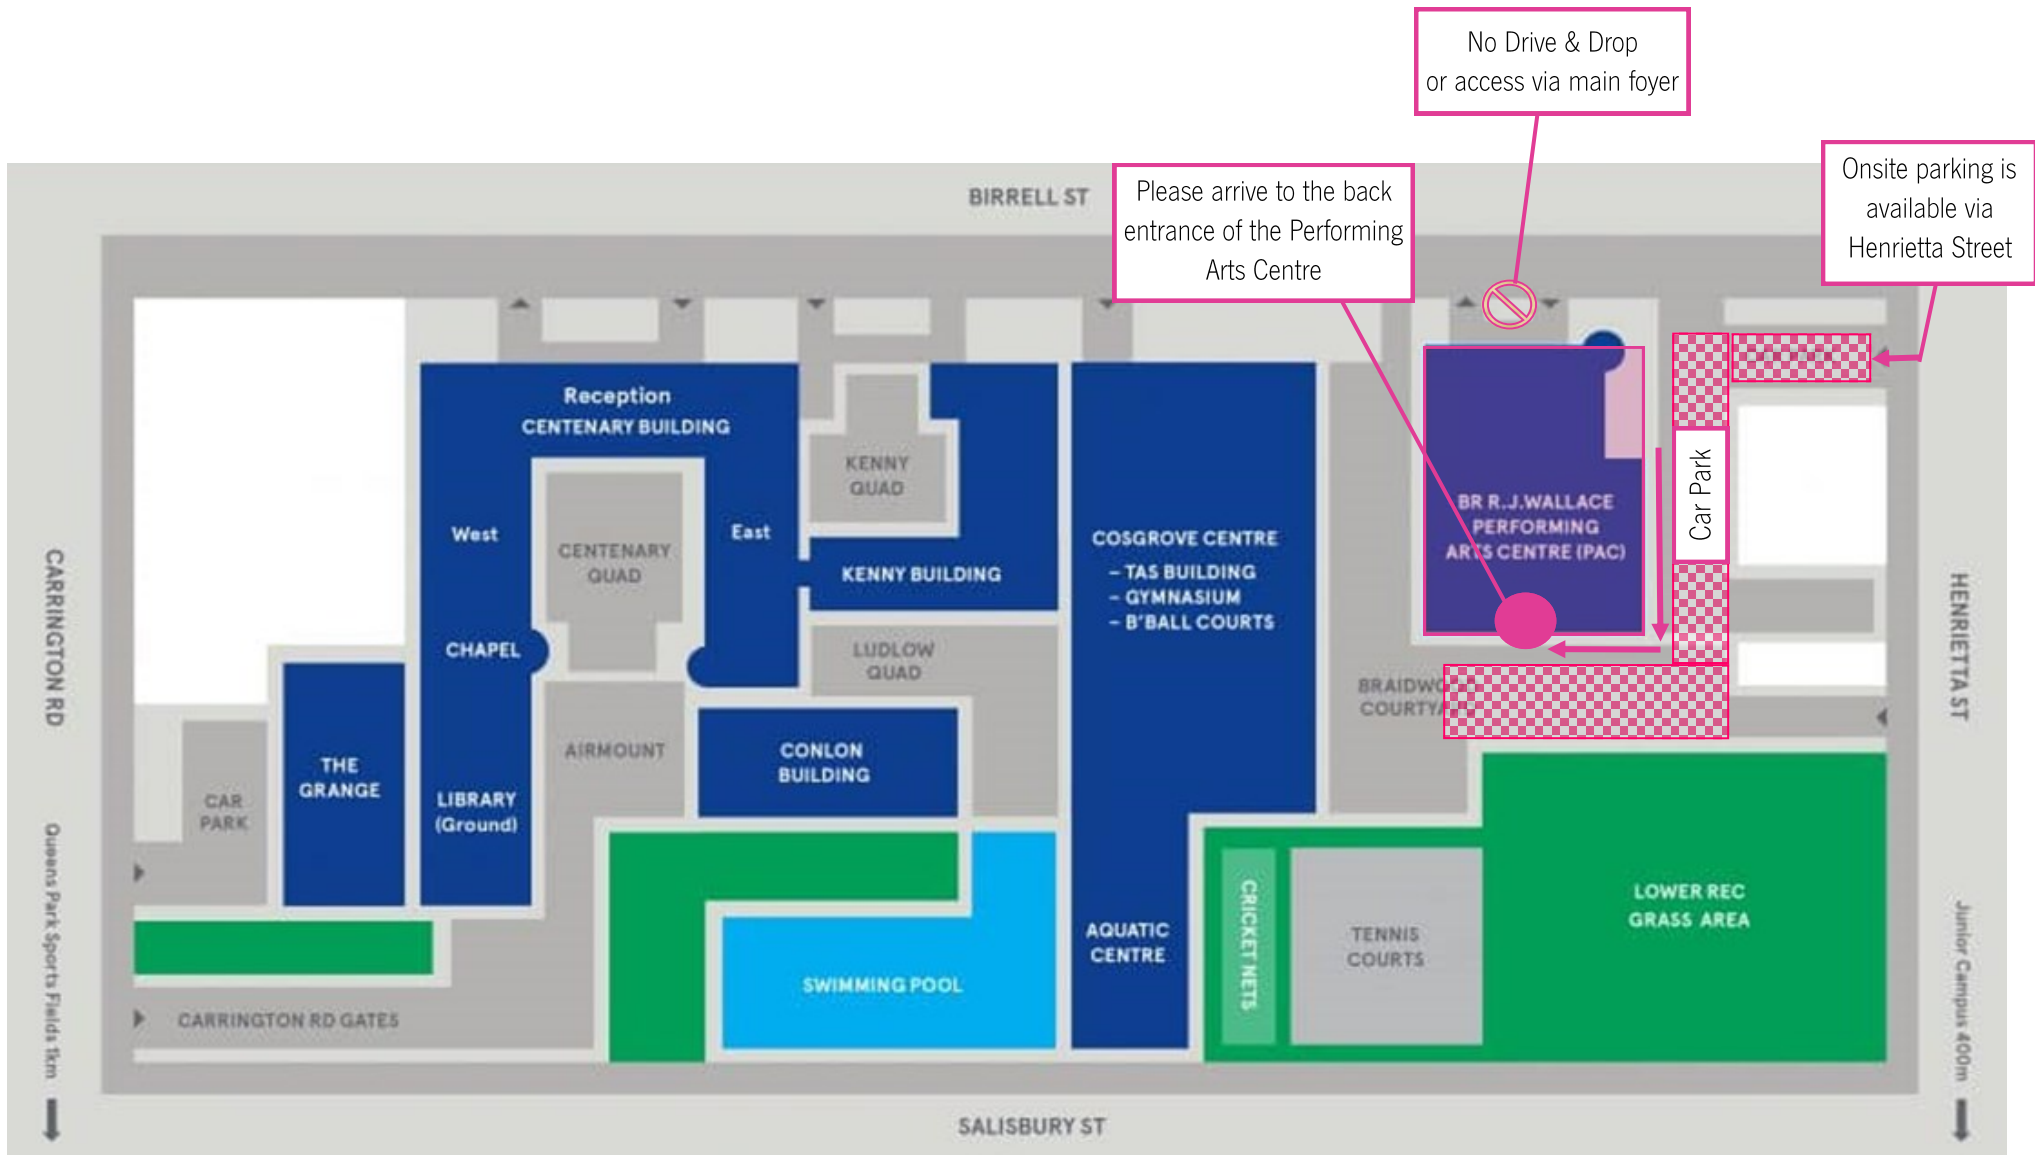 No Drive & Drop
or access via main foyer
Onsite parking is
available via
Henrietta Street
Please arrive to the back
entrance of the Performing
Arts Centre
BIRRELL ST
Reception
CENTENARY BUILDING
West
CENTENARY
QUAD
East
CHAPEL
LIBRARY
(Ground)
KENNY
QUAD
KENNY BUILDING
LUDLOW
QUAD
AIRMOUNT
CONLON
BUILDING
THE
GRANGE
CAR
PARK
CARRINGTON RD GATES
SWIMMING POOL
COSGROVE CENTRE
– TAS BUILDING
– GYMNASIUM
– B'BALL COURTS
AQUATIC
CENTRE
BR R.J.WALLACE
PERFORMING
ARTS CENTRE (PAC)
Car Park
CRICKET NETS
TENNIS
COURTS
LOWER REC
GRASS AREA
CARRINGTON RD
Queens Park Sports Fields 1km
HENRIETTA ST
Junior Campus 400m
SALISBURY ST